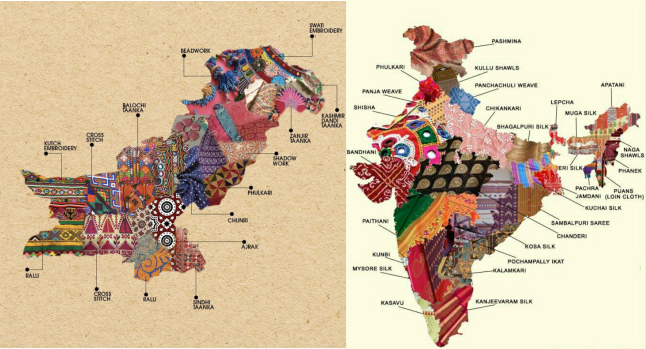 SWATI
EMBROIDERY
BEADWORK
KASHMIR
DANDI
TAANKA
ZANJIR
TAANKA
BALOCHI
TAANKA
CROSS
STITCH
KUTCH
EMBROIDERY
SHADOW
WORK
PHULKARI
CHUNRI
AJRAK
RALLI
CROSS
STITCH
RALLI
SINDHI
TAANKA
PASHMINA
PHULKARI
KULLU SHAWLS
PANJA WEAVE
PANCHACHULI WEAVE
APATANI
SHISHA
CHIKANKARI
LEPCHA
MUGA SILK
BHAGALPURI SILK
BANDHANI
ERI SILK
NAGA
SHAWLS
PHANEK
PACHRA
PUANS
(LOIN CLOTH)
JAMDANI
KUCHAI SILK
PAITHANI
SAMBALPURI SAREE
CHANDERI
KOSA SILK
KUNBI
POCHAMPALLY IKAT
MYSORE SILK
KALAMKARI
KASAVU
KANJEEVARAM SILK